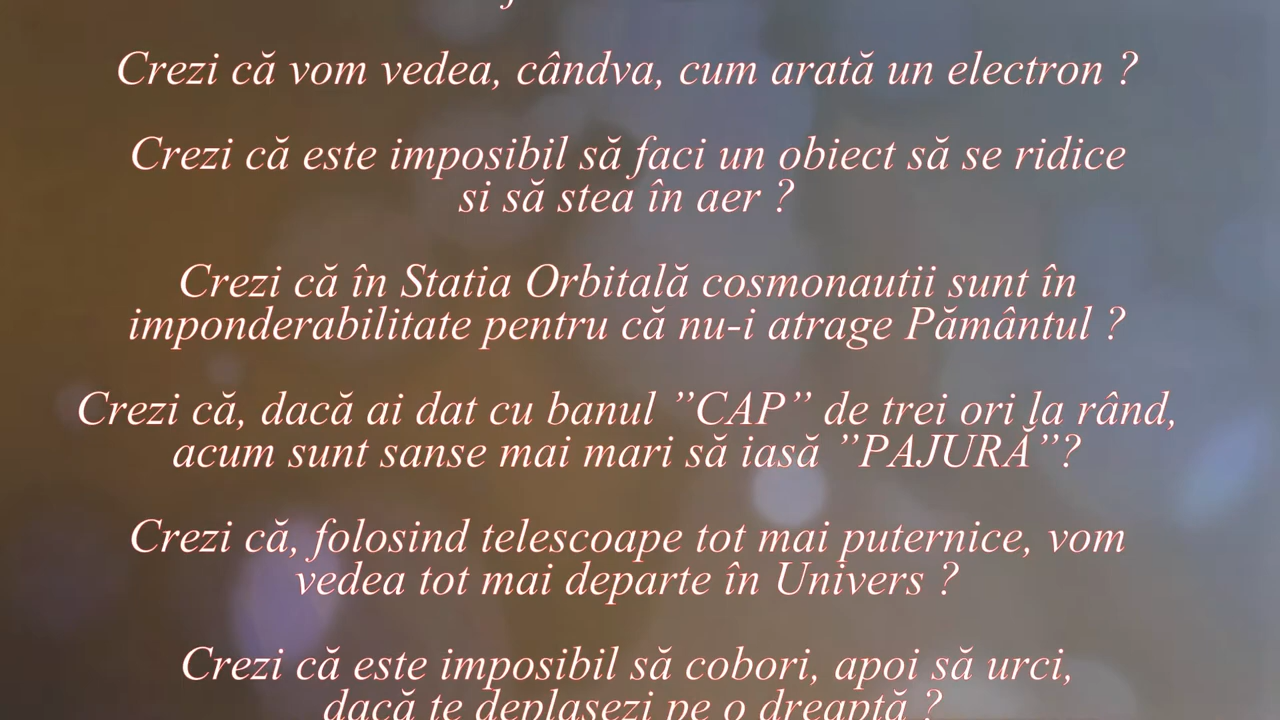 Crezi că vom vedea, cândva, cum arată un electron ?
Crezi că este imposibil să faci un obiect să se ridice
si să stea în aer ?
Crezi că în Statia Orbitală cosmonautii sunt în
imponderabilitate pentru că nu-i atrage Pământul ?
Crezi că, dacă ai dat cu banul ”CAP” de trei ori la rând,
acum sunt sanse mai mari să iasă ”PAJURĂ”?
Crezi că, folosind telescoape tot mai puternice, vom
vedea tot mai departe în Univers ?
Crezi că este imposibil să cobori, apoi să urci,
dacă te deplasezi pe o dreaptă ?